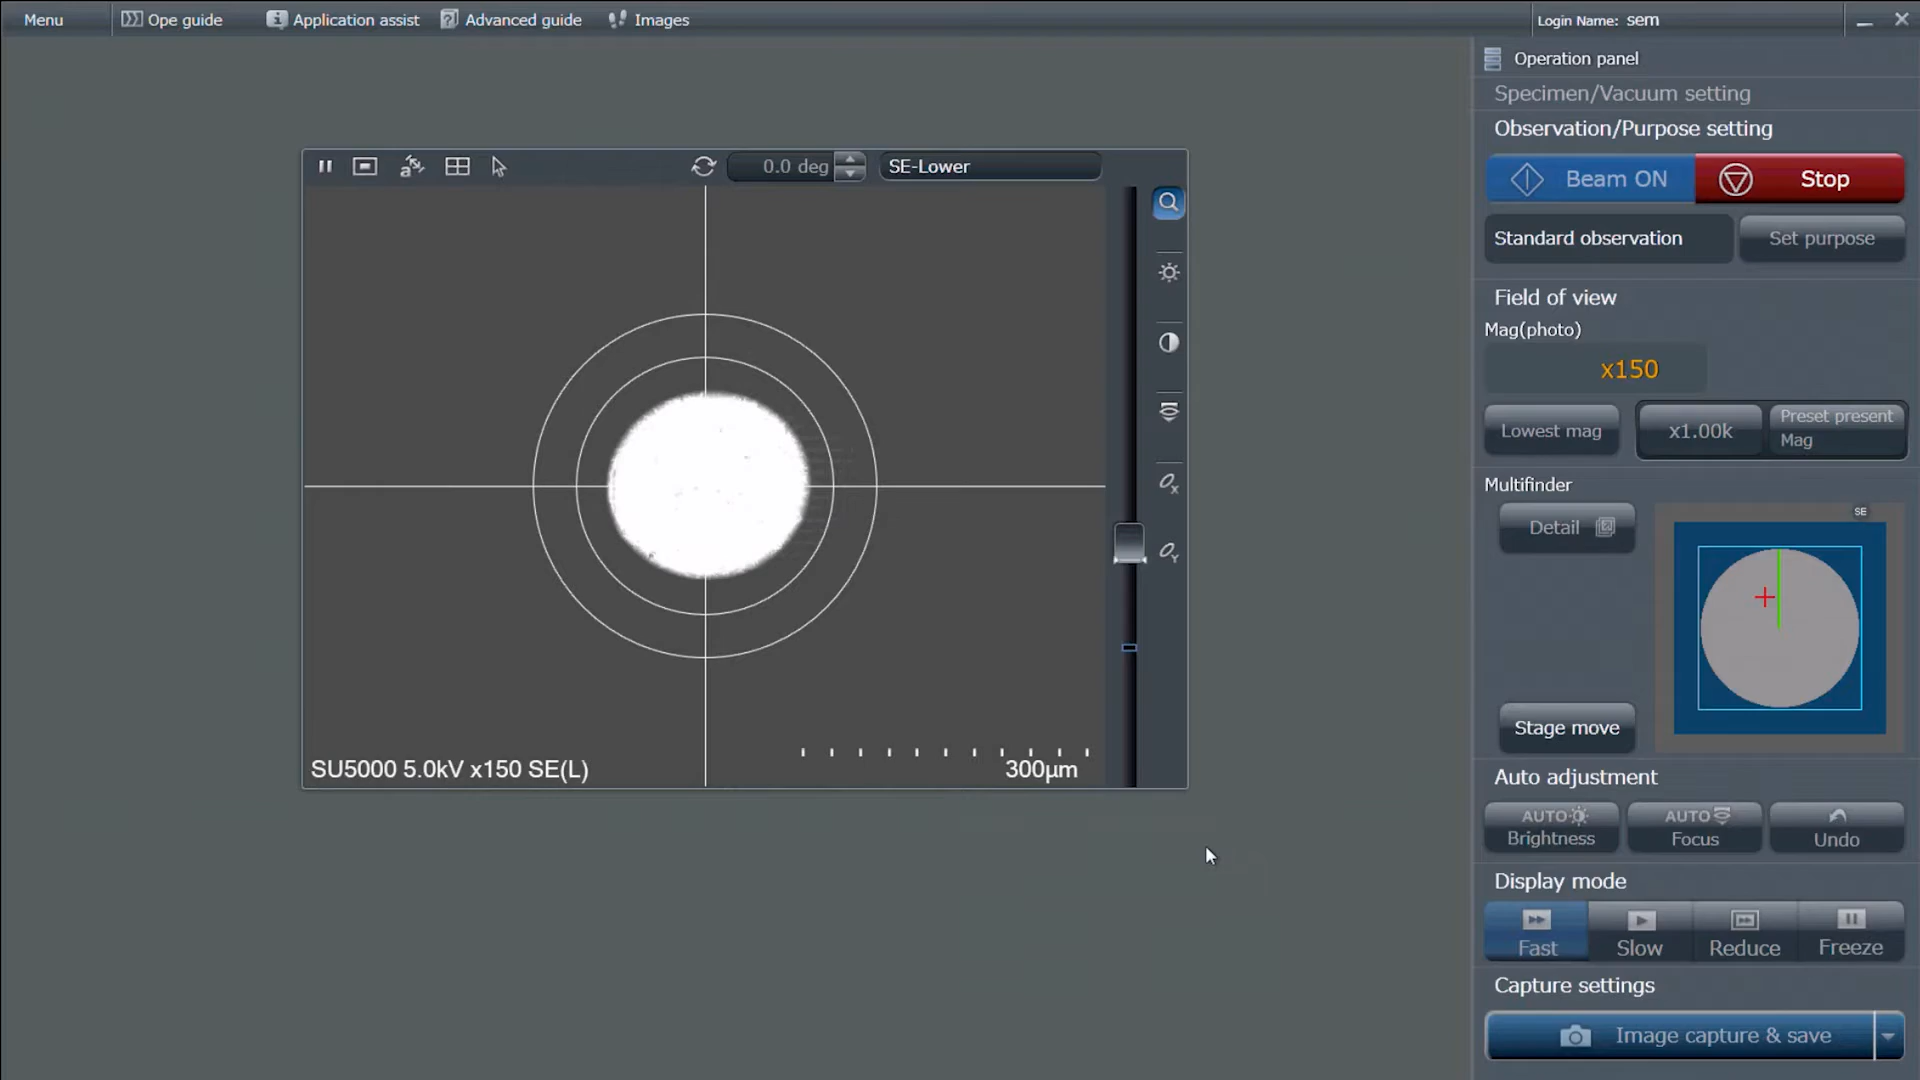 Menu
Ope guide
Application assist
Advanced guide
Images
Login Name: sem
Operation panel
Specimen/Vacuum setting
Observation/Purpose setting
Beam ON
Stop
Standard observation
Set purpose
0.0 deg
SE-Lower
Field of view
Mag(photo)
x150
Lowest mag
x1.00k
Preset present
Mag
Multifinder
Detail
SE
Stage move
SU5000 5.0kV x150 SE(L)
300µm
Auto adjustment
AUTO
Brightness
AUTO
Focus
Undo
Display mode
Fast
Slow
Reduce
Freeze
Capture settings
Image capture & save